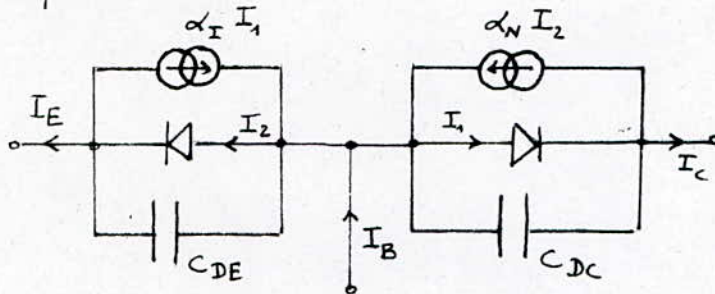 α_I I_1
α_N I_2
I_E
I_2
I_1
I_C
C_DE
I_B
C_DC